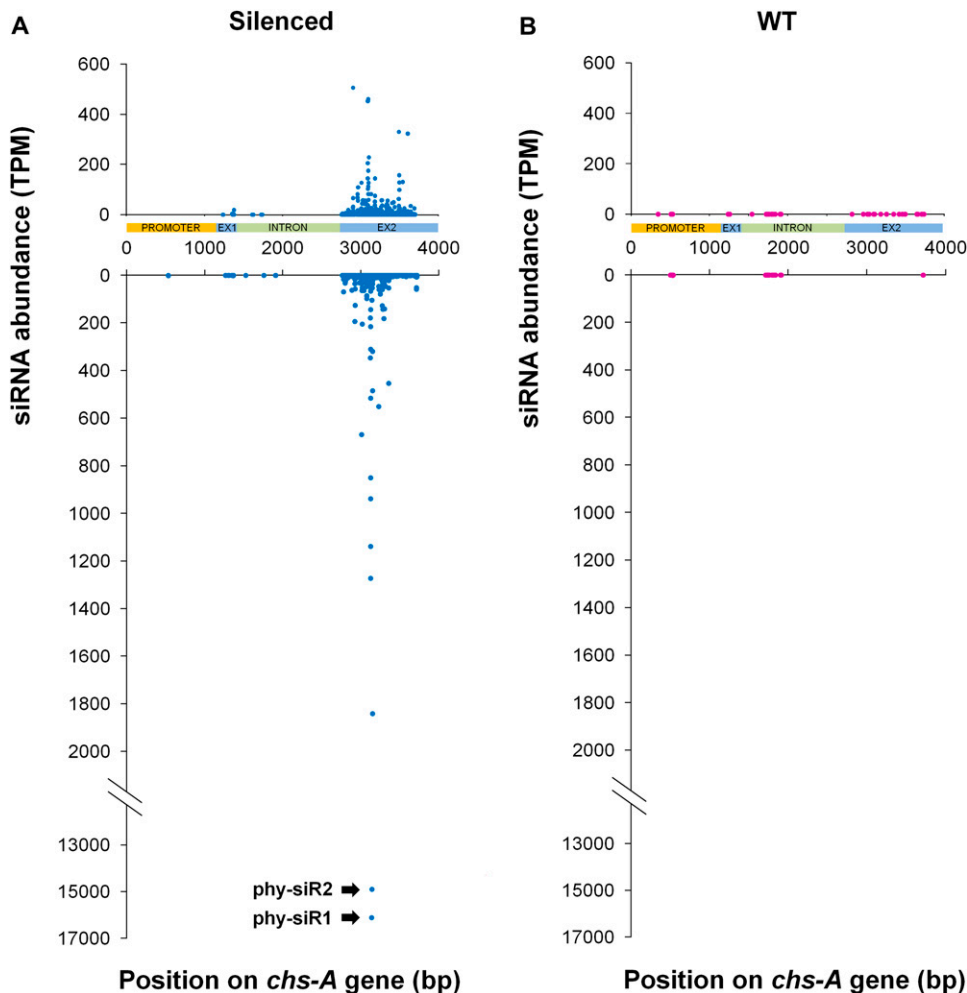 A
Silenced
600
400
200
0
siRNA abundance (TPM)
PROMOTER EX1 INTRON EX2
0 1000 2000 3000 4000
0
200
400
600
800
1000
1200
1400
1600
1800
2000
13000
15000
17000
phy-siR2
phy-siR1
Position on chs-A gene (bp)
B
WT
600
400
200
0
siRNA abundance (TPM)
PROMOTER EX1 INTRON EX2
0 1000 2000 3000 4000
0
200
400
600
800
1000
1200
1400
1600
1800
2000
13000
15000
17000
Position on chs-A gene (bp)